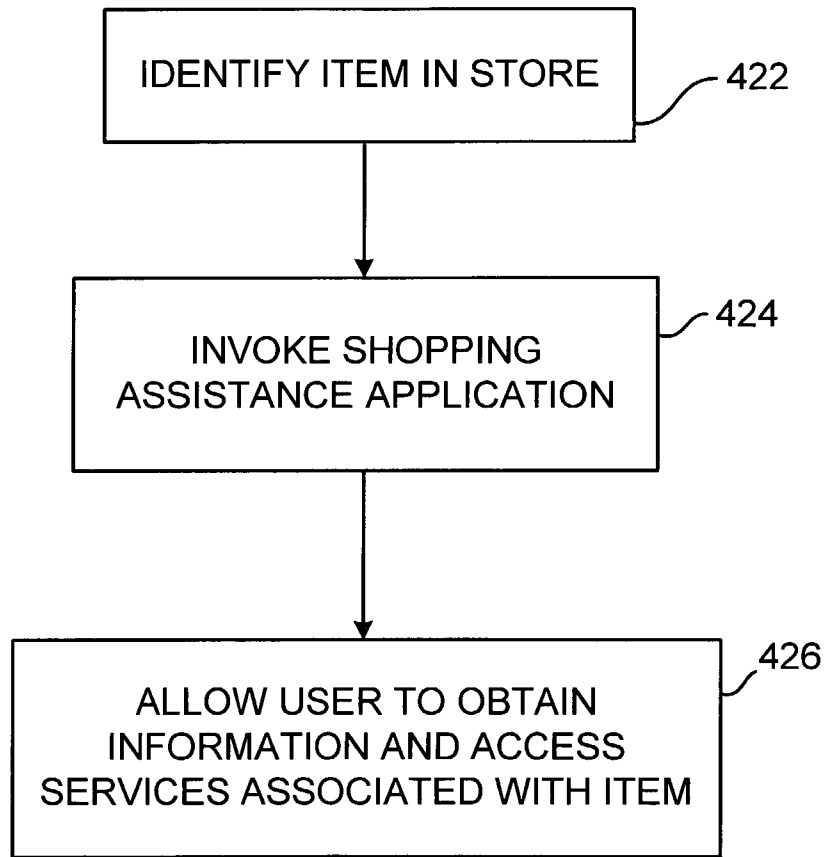 IDENTIFY ITEM IN STORE
422
INVOKE SHOPPING
ASSISTANCE APPLICATION
424
ALLOW USER TO OBTAIN
INFORMATION AND ACCESS
SERVICES ASSOCIATED WITH ITEM
426